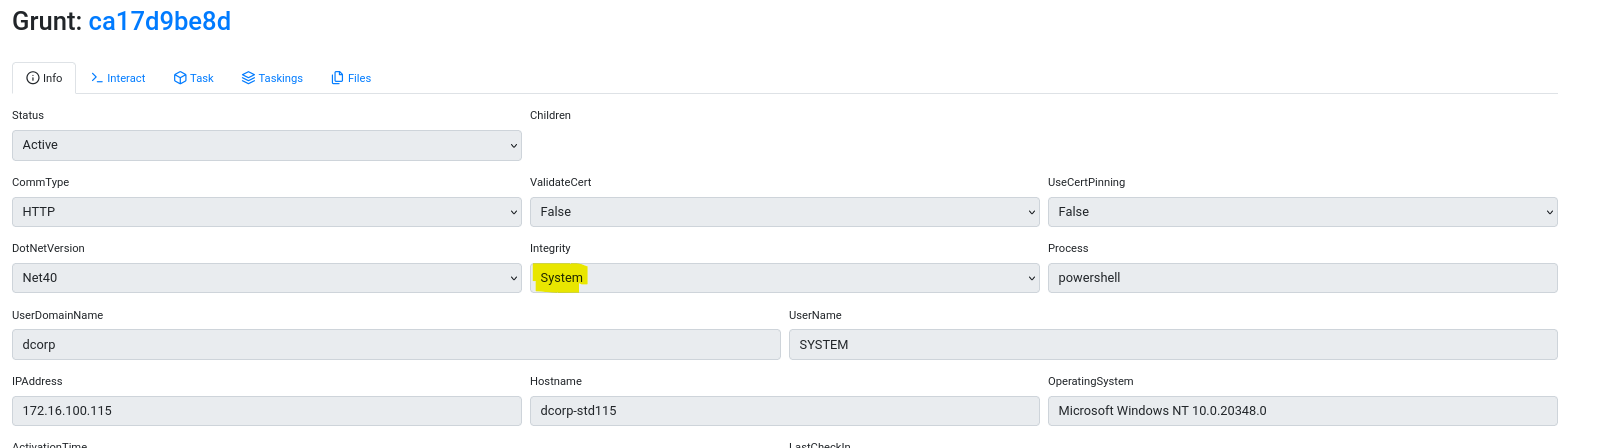 Grunt: ca17d9be8d
Info Interact Task Taskings Files
Status Children
Active
CommType ValidateCert UseCertPinning
HTTP False False
DotNetVersion Integrity Process
Net40 System powershell
UserDomainName UserName
dcorp SYSTEM
IPAddress Hostname OperatingSystem
172.16.100.115 dcorp-std115 Microsoft Windows NT 10.0.20348.0
ActivationTime LastCheckIn